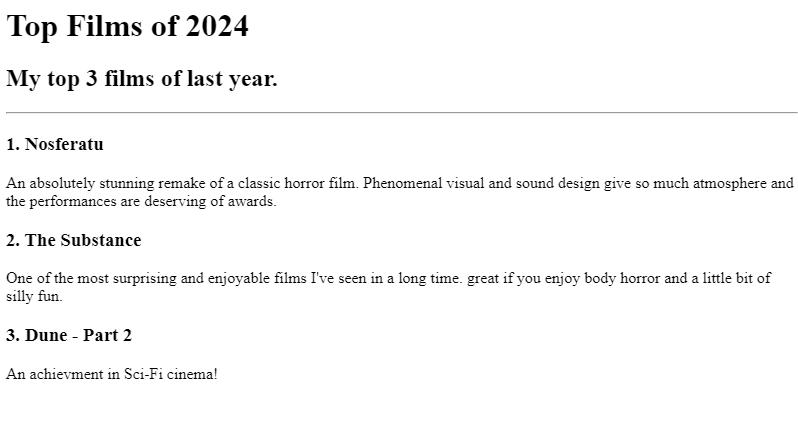 Top Films of 2024
My top 3 films of last year.
1. Nosferatu
An absolutely stunning remake of a classic horror film. Phenomenal visual and sound design give so much atmosphere and
the performances are deserving of awards.
2. The Substance
One of the most surprising and enjoyable films I've seen in a long time. great if you enjoy body horror and a little bit of
silly fun.
3. Dune - Part 2
An achievment in Sci-Fi cinema!